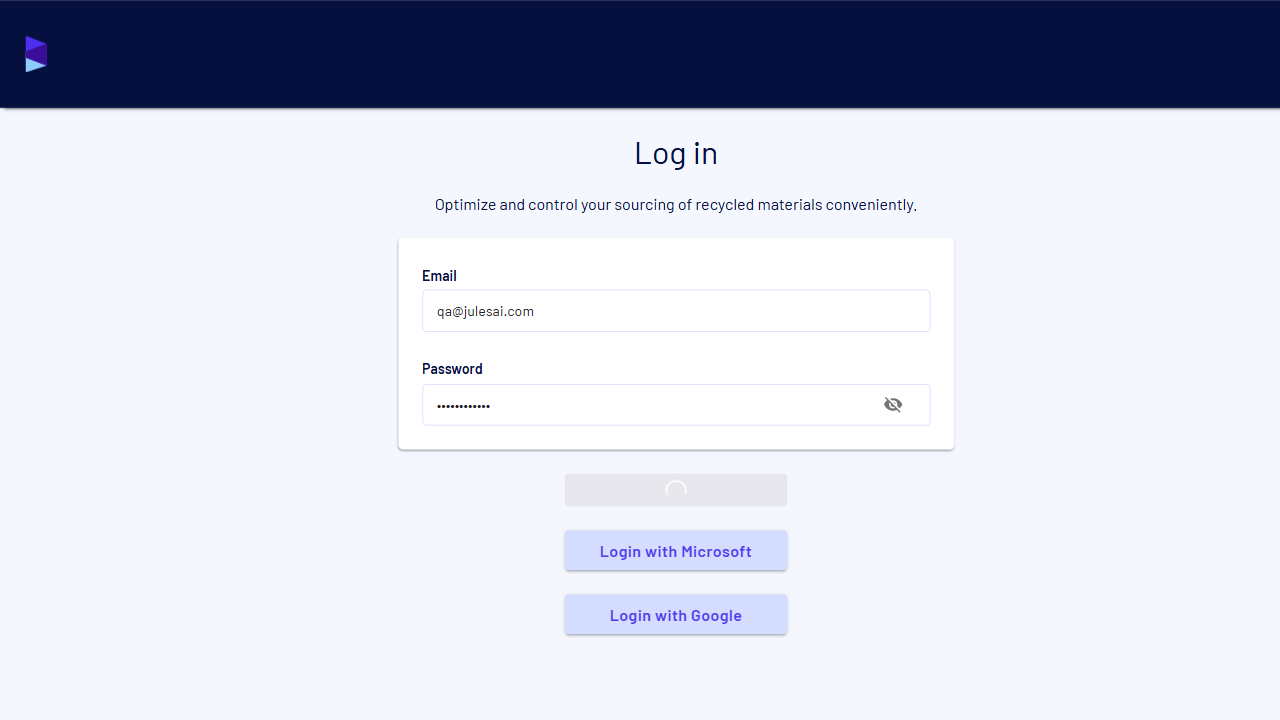 Log in
Optimize and control your sourcing of recycled materials conveniently.
Email
qa@julesai.com
Password
••••••••••••
Login with Microsoft
Login with Google